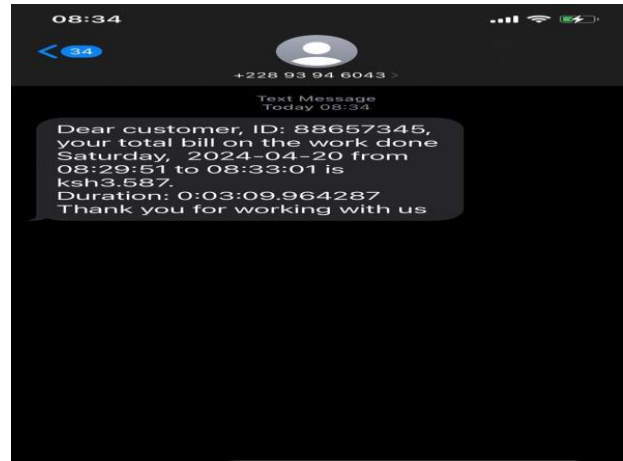 08:34
34
+228 93 94 6043 >
Text Message
Today 08:34
Dear customer, ID: 88657345,
your total bill on the work done
Saturday, 2024-04-20 from
08:29:51 to 08:33:01 is
ksh3.587.
Duration: 0:03:09.964287
Thank you for working with us